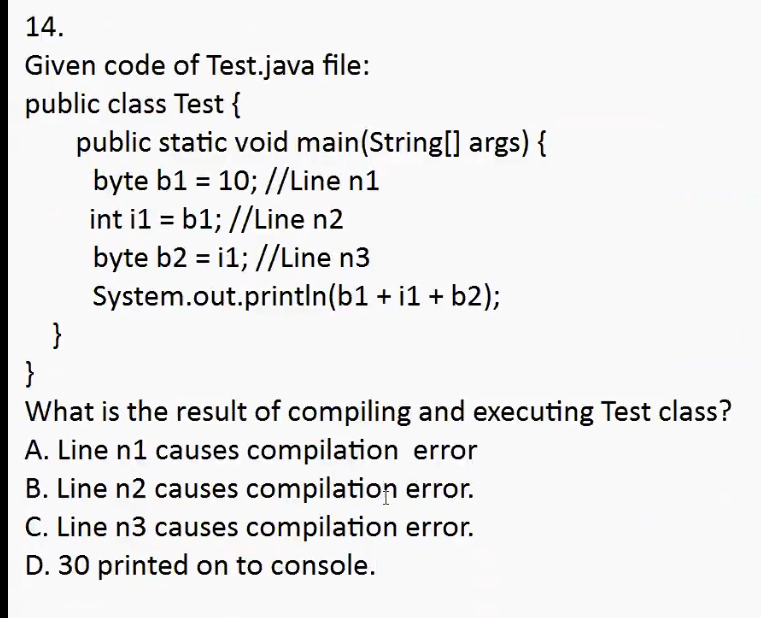 14.
Given code of Test.java file:
public class Test {
public static void main(String[] args) {
byte b1 = 10; //Line n1
int i1 = b1; //Line n2
byte b2 = i1; //Line n3
System.out.println(b1 + i1 + b2);
}
}
What is the result of compiling and executing Test class?
A. Line n1 causes compilation  error
B. Line n2 causes compilation error.
C. Line n3 causes compilation error.
D. 30 printed on to console.